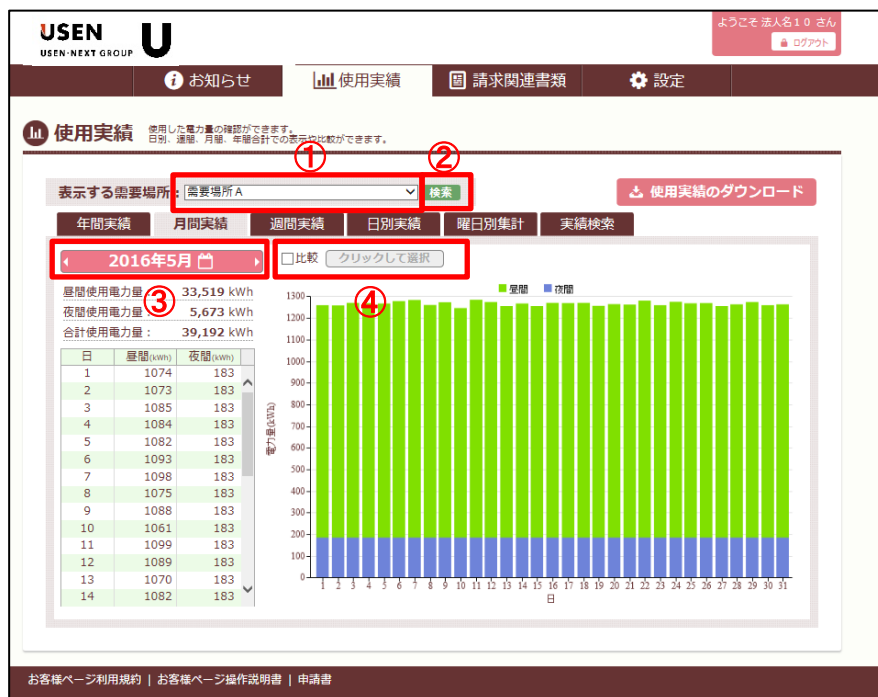 USEN
USEN-NEXT GROUP
U
ようこそ 法人名10 さん
ログアウト
お知らせ
使用実績
請求関連書類
設定
使用実績
使用した電力量の確認ができます。
日別、週間、月間、年間合計での表示や比較ができます。
① ②
表示する需要場所： 需要場所A 検索
使用実績のダウンロード
年間実績 月間実績 週間実績 日別実績 曜日別集計 実績検索
2016年5月
比較 クリックして選択
③ ④
昼間使用電力量： 33,519 kWh
夜間使用電力量： 5,673 kWh
合計使用電力量： 39,192 kWh
日 昼間(kWh) 夜間(kWh)
1 1074 183
2 1073 183
3 1085 183
4 1084 183
5 1082 183
6 1093 183
7 1098 183
8 1075 183
9 1088 183
10 1061 183
11 1099 183
12 1089 183
13 1070 183
14 1082 183
昼間 夜間
電力量(kWh)
1300
1200
1100
1000
900
800
700
600
500
400
300
200
100
0
1 2 3 4 5 6 7 8 9 10 11 12 13 14 15 16 17 18 19 20 21 22 23 24 25 26 27 28 29 30 31
日
お客様ページ利用規約 | お客様ページ操作説明書 | 申請書